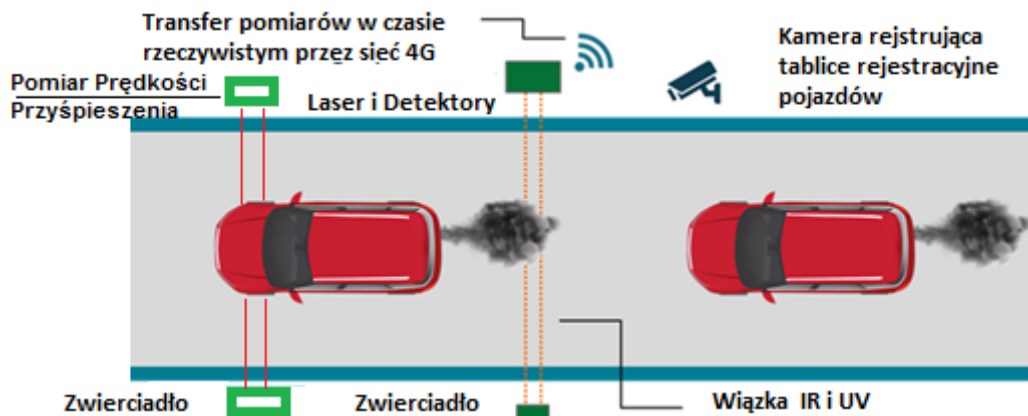 Transfer pomiarów w czasie
rzeczywistym przez sieć 4G
Kamera rejstrująca
tablice rejestracyjne
pojazdów
Pomiar Prędkości
Przyśpieszenia
Laser i Detektory
Zwierciadło
Zwierciadło
Wiązka IR i UV